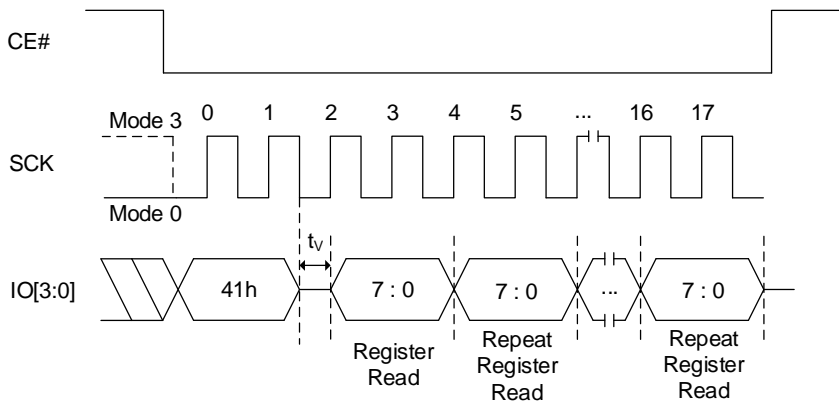 CE#
0 1 2 3 4 5 ... 16 17
Mode 3
SCK
Mode 0
tV
IO[3:0]
41h 7 : 0 7 : 0 ... 7 : 0
Register
Read
Repeat
Register
Read
Repeat
Register
Read